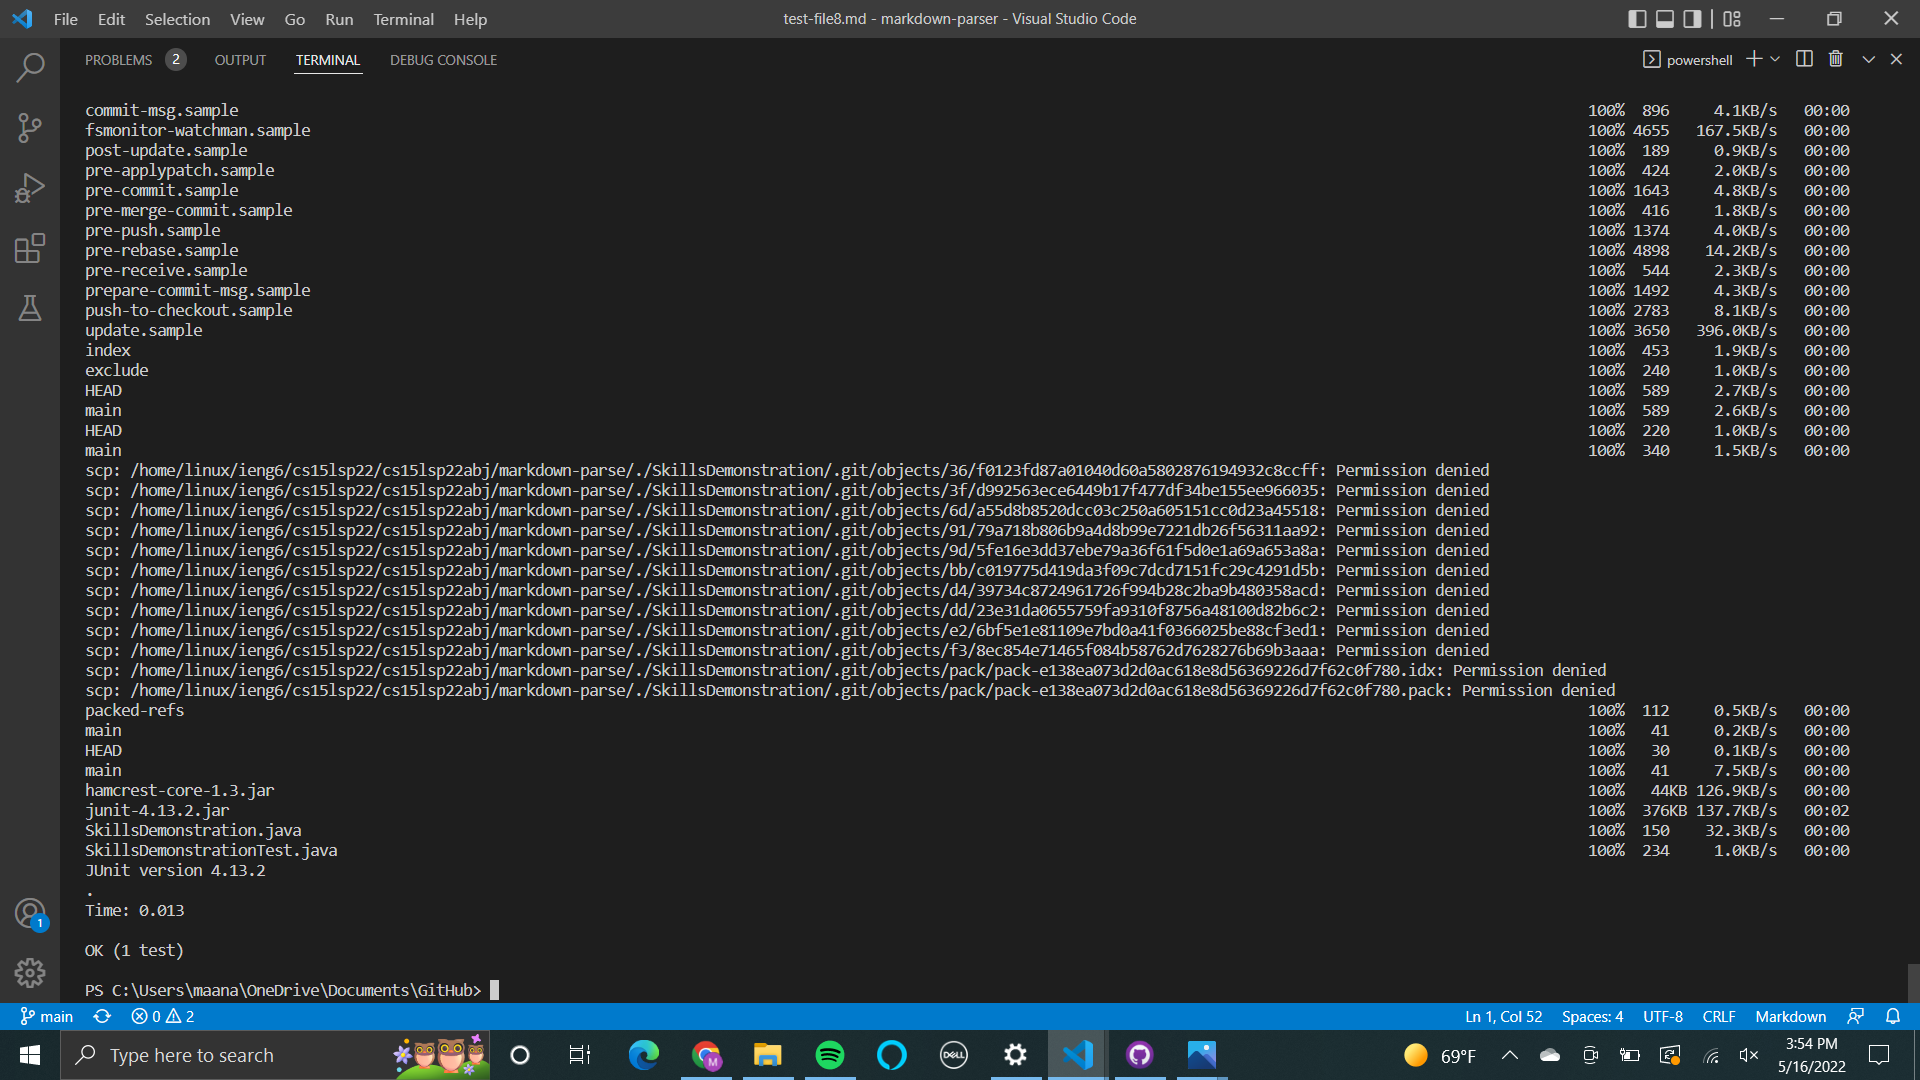 File Edit Selection View Go Run Terminal Help test-file8.md - markdown-parser - Visual Studio Code
PROBLEMS 2 OUTPUT TERMINAL DEBUG CONSOLE powershell
commit-msg.sample 100% 896 4.1KB/s 00:00
fsmonitor-watchman.sample 100% 4655 167.5KB/s 00:00
post-update.sample 100% 189 0.9KB/s 00:00
pre-applypatch.sample 100% 424 2.0KB/s 00:00
pre-commit.sample 100% 1643 4.8KB/s 00:00
pre-merge-commit.sample 100% 416 1.8KB/s 00:00
pre-push.sample 100% 1374 4.0KB/s 00:00
pre-rebase.sample 100% 4898 14.2KB/s 00:00
pre-receive.sample 100% 544 2.3KB/s 00:00
prepare-commit-msg.sample 100% 1492 4.3KB/s 00:00
push-to-checkout.sample 100% 2783 8.1KB/s 00:00
update.sample 100% 3650 396.0KB/s 00:00
index 100% 453 1.9KB/s 00:00
exclude 100% 240 1.0KB/s 00:00
HEAD 100% 589 2.7KB/s 00:00
main 100% 589 2.6KB/s 00:00
HEAD 100% 220 1.0KB/s 00:00
main 100% 340 1.5KB/s 00:00
scp: /home/linux/ieng6/cs15lsp22/cs15lsp22abj/markdown-parse/./SkillsDemonstration/.git/objects/36/f0123fd87a01040d60a5802876194932c8ccff: Permission denied
scp: /home/linux/ieng6/cs15lsp22/cs15lsp22abj/markdown-parse/./SkillsDemonstration/.git/objects/3f/d992563ece6449b17f477df34be155ee966035: Permission denied
scp: /home/linux/ieng6/cs15lsp22/cs15lsp22abj/markdown-parse/./SkillsDemonstration/.git/objects/6d/a55d8b8520dcc03c250a605151cc0d23a45518: Permission denied
scp: /home/linux/ieng6/cs15lsp22/cs15lsp22abj/markdown-parse/./SkillsDemonstration/.git/objects/91/79a718b806b9a4d8b99e7221db26f56311aa92: Permission denied
scp: /home/linux/ieng6/cs15lsp22/cs15lsp22abj/markdown-parse/./SkillsDemonstration/.git/objects/9d/5fe16e3dd37ebe79a36f61f5d0e1a69a653a8a: Permission denied
scp: /home/linux/ieng6/cs15lsp22/cs15lsp22abj/markdown-parse/./SkillsDemonstration/.git/objects/bb/c019775d419da3f09c7dcd7151fc29c4291d5b: Permission denied
scp: /home/linux/ieng6/cs15lsp22/cs15lsp22abj/markdown-parse/./SkillsDemonstration/.git/objects/d4/39734c8724961726f994b28c2ba9b480358acd: Permission denied
scp: /home/linux/ieng6/cs15lsp22/cs15lsp22abj/markdown-parse/./SkillsDemonstration/.git/objects/dd/23e31da0655759fa9310f8756a48100d82b6c2: Permission denied
scp: /home/linux/ieng6/cs15lsp22/cs15lsp22abj/markdown-parse/./SkillsDemonstration/.git/objects/e2/6bf5e1e81109e7bd0a41f0366025be88cf3ed1: Permission denied
scp: /home/linux/ieng6/cs15lsp22/cs15lsp22abj/markdown-parse/./SkillsDemonstration/.git/objects/f3/8ec854e71465f084b58762d7628276b69b3aaa: Permission denied
scp: /home/linux/ieng6/cs15lsp22/cs15lsp22abj/markdown-parse/./SkillsDemonstration/.git/objects/pack/pack-e138ea073d2d0ac618e8d56369226d7f62c0f780.idx: Permission denied
scp: /home/linux/ieng6/cs15lsp22/cs15lsp22abj/markdown-parse/./SkillsDemonstration/.git/objects/pack/pack-e138ea073d2d0ac618e8d56369226d7f62c0f780.pack: Permission denied
packed-refs 100% 112 0.5KB/s 00:00
main 100% 41 0.2KB/s 00:00
HEAD 100% 30 0.1KB/s 00:00
main 100% 41 7.5KB/s 00:00
hamcrest-core-1.3.jar 100% 44KB 126.9KB/s 00:00
junit-4.13.2.jar 100% 376KB 137.7KB/s 00:02
SkillsDemonstration.java 100% 150 32.3KB/s 00:00
SkillsDemonstrationTest.java 100% 234 1.0KB/s 00:00
JUnit version 4.13.2
.
Time: 0.013
OK (1 test)
PS C:\Users\maana\OneDrive\Documents\GitHub>
1
main 0 2 Ln 1, Col 52 Spaces: 4 UTF-8 CRLF Markdown
Type here to search M DELL 69°F 3:54 PM
5/16/2022